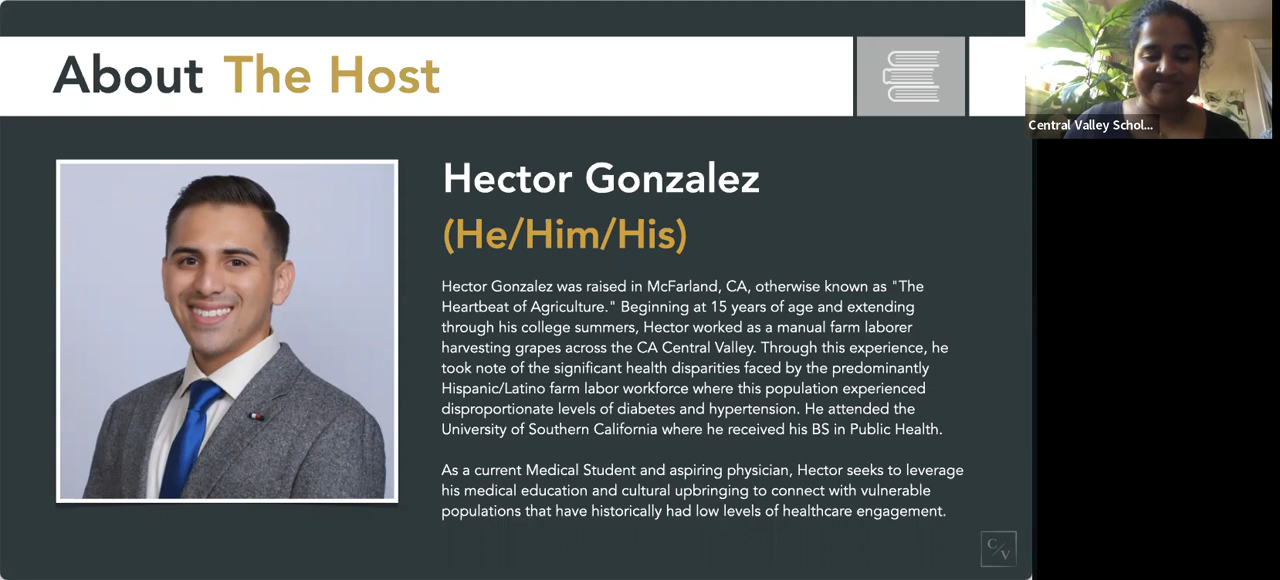 About The Host
Central Valley Schol...
Hector Gonzalez
(He/Him/His)
Hector Gonzalez was raised in McFarland, CA, otherwise known as "The
Heartbeat of Agriculture." Beginning at 15 years of age and extending
through his college summers, Hector worked as a manual farm laborer
harvesting grapes across the CA Central Valley. Through this experience, he
took note of the significant health disparities faced by the predominantly
Hispanic/Latino farm labor workforce where this population experienced
disproportionate levels of diabetes and hypertension. He attended the
University of Southern California where he received his BS in Public Health.
As a current Medical Student and aspiring physician, Hector seeks to leverage
his medical education and cultural upbringing to connect with vulnerable
populations that have historically had low levels of healthcare engagement.
C/V